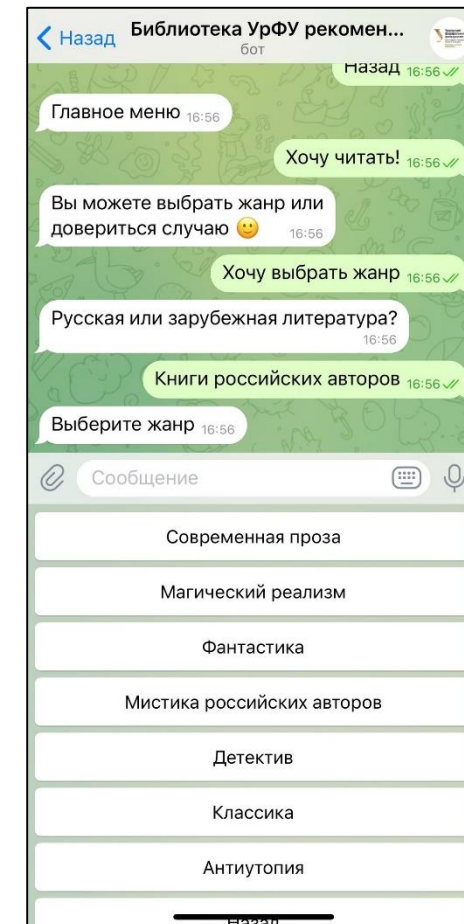 Назад
Библиотека УрФУ рекомен...
бот
Назад 16:56
Главное меню 16:56
Хочу читать! 16:56
Вы можете выбрать жанр или
довериться случаю 🙂 16:56
Хочу выбрать жанр 16:56
Русская или зарубежная литература?
16:56
Книги российских авторов 16:56
Выберите жанр 16:56
Сообщение
Современная проза
Магический реализм
Фантастика
Мистика российских авторов
Детектив
Классика
Антиутопия
Назад